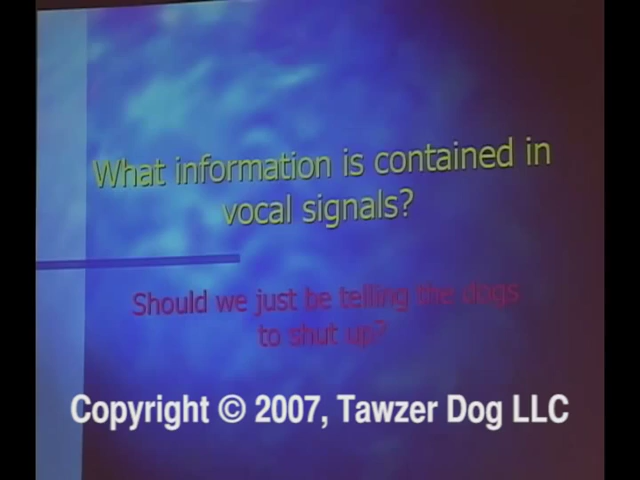 What information is contained in
vocal signals?
Should we just be telling the dogs
to shut up?
Copyright © 2007, Tawzer Dog LLC